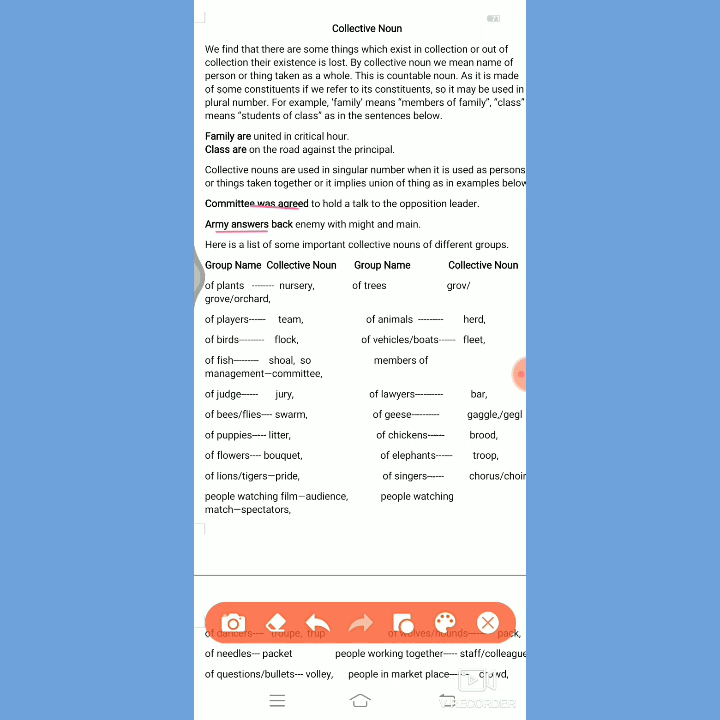 Collective Noun
We find that there are some things which exist in collection or out of
collection their existence is lost. By collective noun we mean name of
person or thing taken as a whole. This is countable noun. As it is made
of some constituents if we refer to its constituents, so it may be used in
plural number. For example, 'family' means "members of family", "class"
means "students of class" as in the sentences below.
Family are united in critical hour.
Class are on the road against the principal.
Collective nouns are used in singular number when it is used as persons
or things taken together or it implies union of thing as in examples below
Committee was agreed to hold a talk to the opposition leader.
Army answers back enemy with might and main.
Here is a list of some important collective nouns of different groups.
Group Name Collective Noun Group Name Collective Noun
of plants -------- nursery, of trees grov/
grove/orchard,
of players------ team, of animals --------- herd,
of birds--------- flock, of vehicles/boats------ fleet,
of fish--------- shoal, so members of
management—committee,
of judge------ jury, of lawyers---------- bar,
of bees/flies---- swarm, of geese---------- gaggle,/gegl
of puppies----- litter, of chickens------ brood,
of flowers---- bouquet, of elephants------ troop,
of lions/tigers—pride, of singers------ chorus/choir
people watching film—audience, people watching
match—spectators,
of dancers---- troupe, trup of wolves/hounds------ pack,
of needles--- packet people working together----- staff/colleague
of questions/bullets--- volley, people in market place------ crowd,
V RECORDER